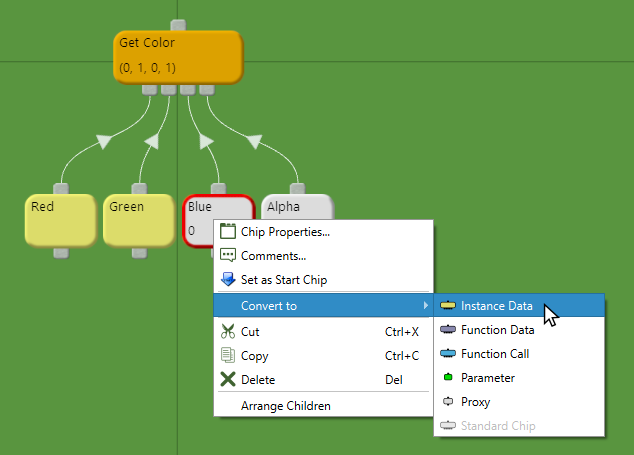 Get Color
(0, 1, 0, 1)
Red
Green
Blue
Alpha
0
Chip Properties...
Comments...
Set as Start Chip
Convert to
Cut Ctrl+X
Copy Ctrl+C
Delete Del
Arrange Children
Instance Data
Function Data
Function Call
Parameter
Proxy
Standard Chip